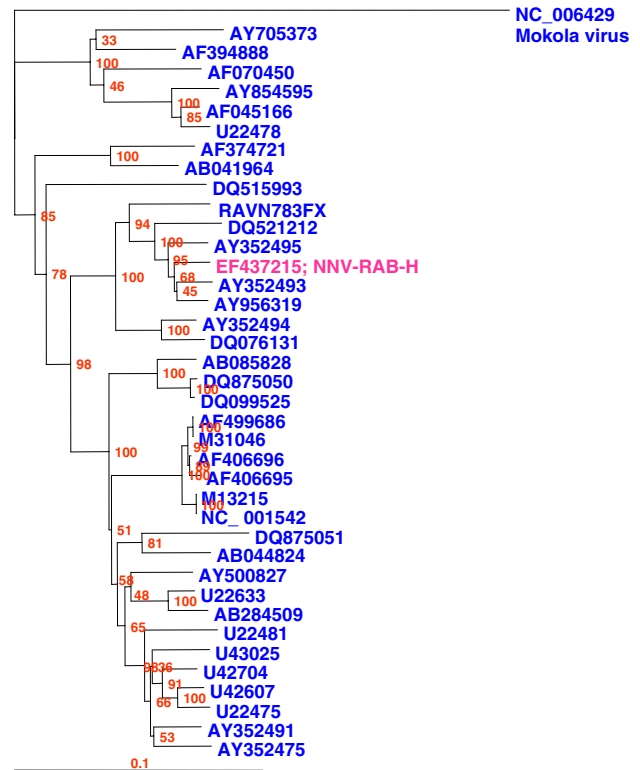 NC_006429
Mokola virus
AY705373
33
AF394888
100
AF070450
46
AY854595
100
AF045166
85
U22478
AF374721
100
AB041964
DQ515993
85
RAVN783FX
94
DQ521212
100
AY352495
95
EF437215; NNV-RAB-H
78
100
68
AY352493
45
AY956319
AY352494
100
DQ076131
98
AB085828
100
DQ875050
100
DQ099525
AF499686
100
M31046
99
100
AF406696
89
AF406695
100
M13215
100
NC_ 001542
51
DQ875051
81
AB044824
AY500827
58
48
U22633
100
AB284509
65
U22481
U43025
98
36
U42704
91
U42607
100
66
U22475
AY352491
53
AY352475
0.1